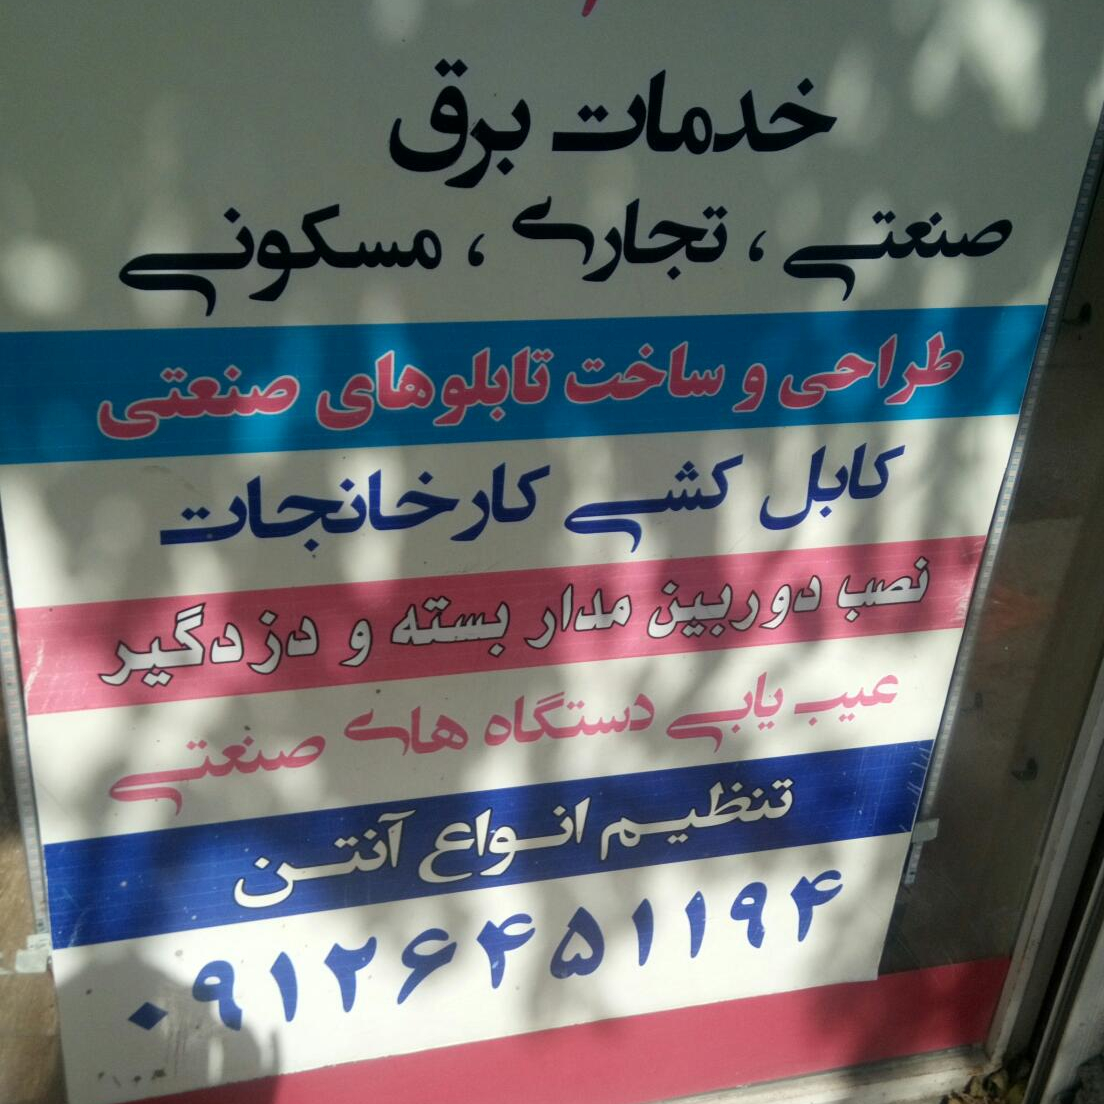 خدمات برق
صنعتی ، تجاری ، مسکونی
طراحی و ساخت تابلوهای صنعتی
کابل کشی کارخانجات
نصب دوربین مدار بسته و دزدگیر
عیب یابی دستگاه های صنعتی
تنظیم انواع آنتن
۰۹۱۲۶۴۵۱۱۹۴